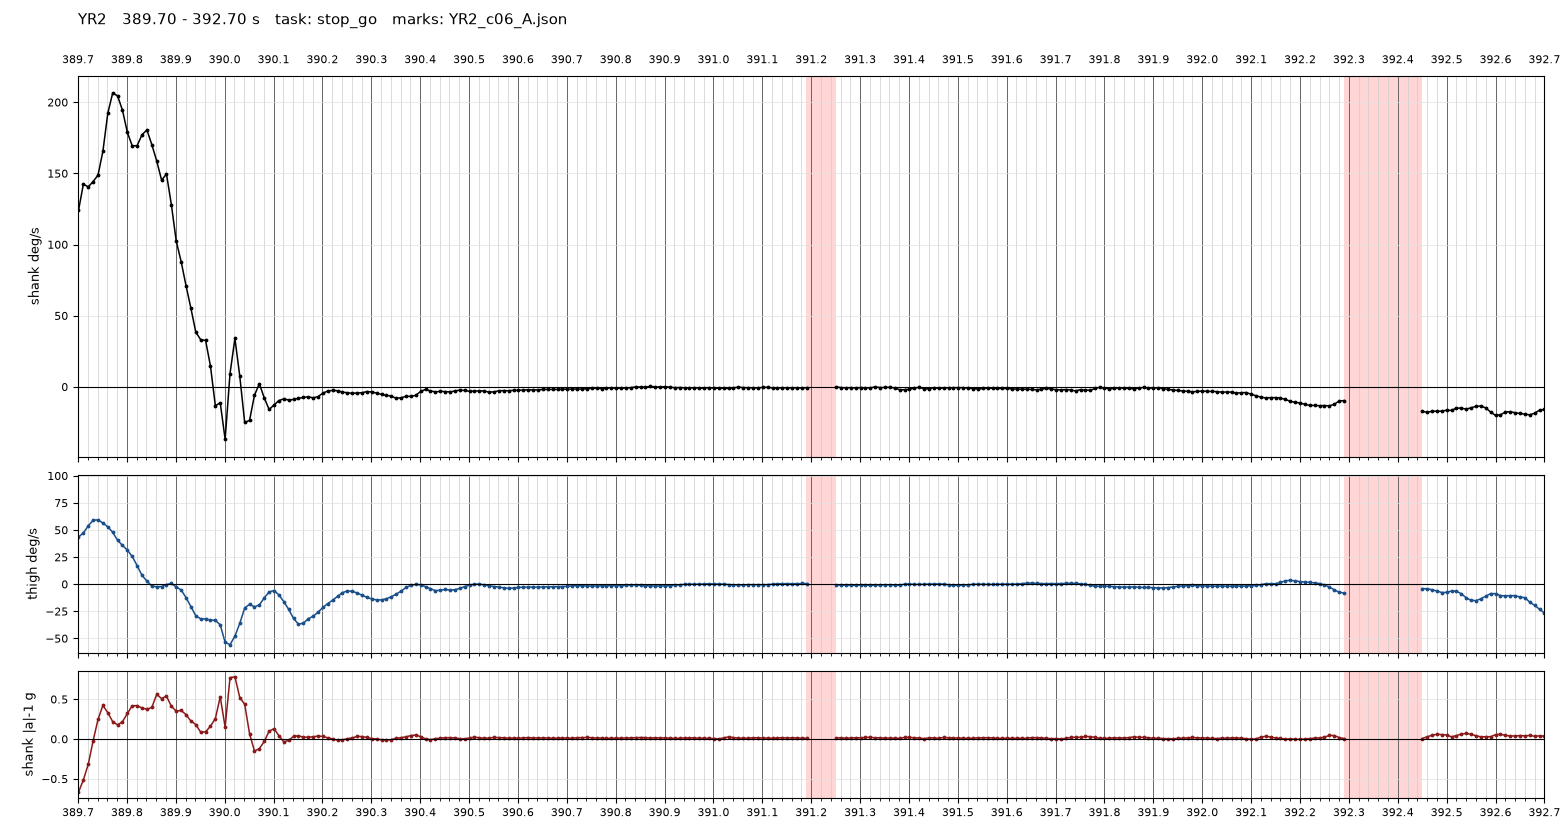 YR2   389.70 - 392.70 s   task: stop_go   marks: YR2_c06_A.json
389.7 389.8 389.9 390.0 390.1 390.2 390.3 390.4 390.5 390.6 390.7 390.8 390.9 391.0 391.1 391.2 391.3 391.4 391.5 391.6 391.7 391.8 391.9 392.0 392.1 392.2 392.3 392.4 392.5 392.6 392.7
shank deg/s
200
150
100
50
0
thigh deg/s
100
75
50
25
0
−25
−50
shank |a|-1 g
0.5
0.0
−0.5
389.7 389.8 389.9 390.0 390.1 390.2 390.3 390.4 390.5 390.6 390.7 390.8 390.9 391.0 391.1 391.2 391.3 391.4 391.5 391.6 391.7 391.8 391.9 392.0 392.1 392.2 392.3 392.4 392.5 392.6 392.7